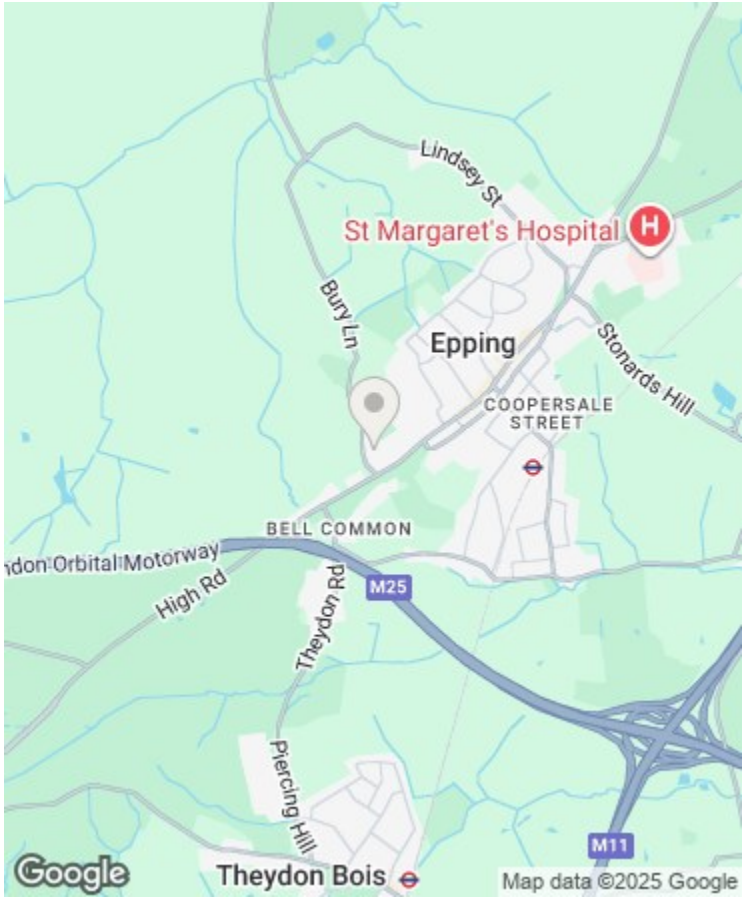 Lindsey St
St Margaret's Hospital
H
Bury Ln
Epping
Stonards Hill
COOPERSALE
STREET
BELL COMMON
ndon Orbital Motorway
M25
High Rd
Theydon Rd
Piercing Hill
M11
Theydon Bois
Google
Map data ©2025 Google